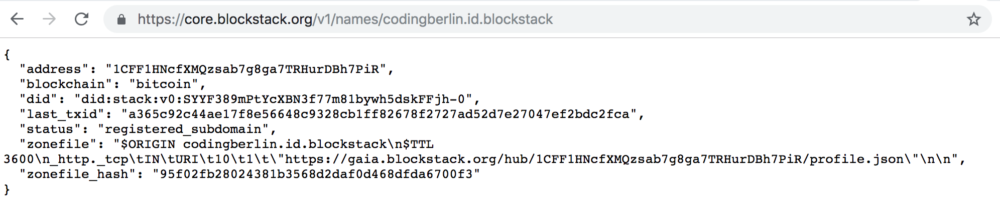 https://core.blockstack.org/v1/names/codingberlin.id.blockstack
{
  "address": "1CFF1HNcfXMQzsab7g8ga7TRHurDBh7PiR",
  "blockchain": "bitcoin",
  "did": "did:stack:v0:SYYF389mPtYcXBN3f77m81bywh5dskFFjh-0",
  "last_txid": "a365c92c44ae17f8e56648c9328cb1ff82678f2727ad52d7e27047ef2bdc2fca",
  "status": "registered_subdomain",
  "zonefile": "$ORIGIN codingberlin.id.blockstack\n$TTL
3600\n_http._tcp\tIN\tURI\t10\t1\t\"https://gaia.blockstack.org/hub/1CFF1HNcfXMQzsab7g8ga7TRHurDBh7PiR/profile.json\"\n\n",
  "zonefile_hash": "95f02fb28024381b3568d2daf0d468dfda6700f3"
}